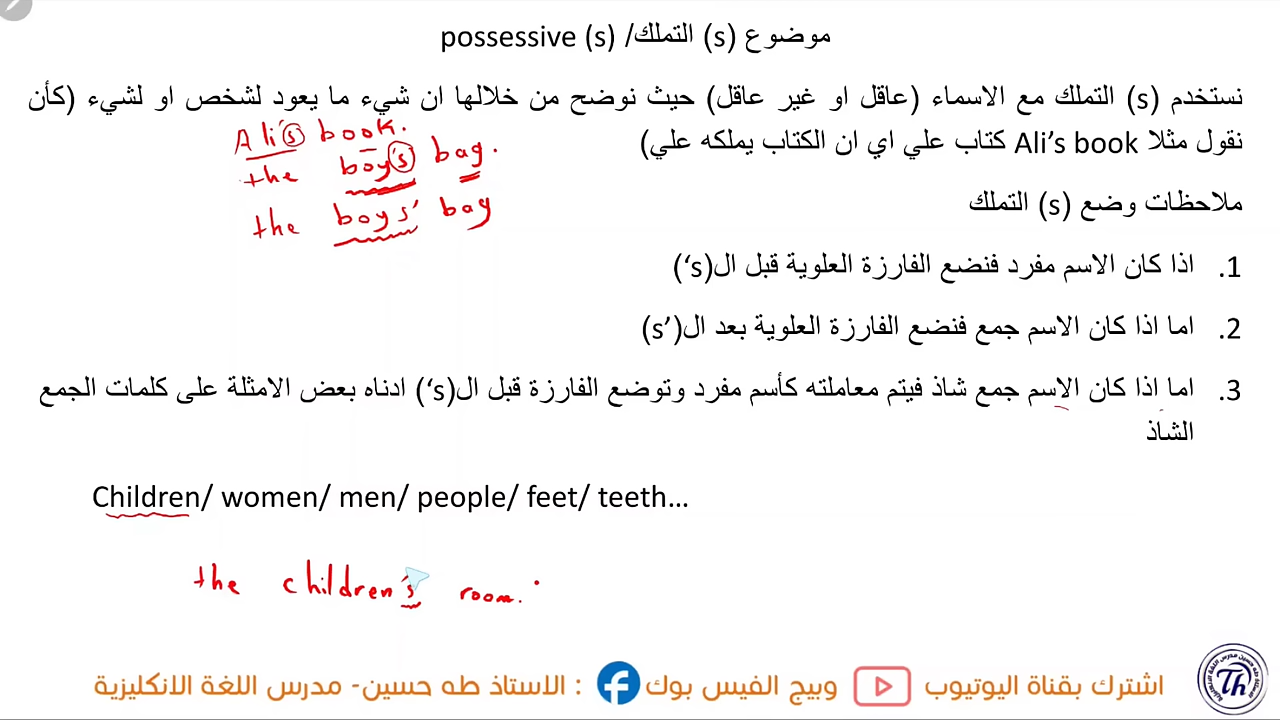 موضوع (s) التملك/ possessive (s)
نستخدم (s) التملك مع الاسماء (عاقل او غير عاقل) حيث نوضح من خلالها ان شيء ما يعود لشخص او لشيء (كأن
نقول مثلا Ali’s book كتاب علي اي ان الكتاب يملكه علي)
Ali's book.
the boy's bag.
the boys' bag
ملاحظات وضع (s) التملك
1. اذا كان الاسم مفرد فنضع الفارزة العلوية قبل ال(‘s)
2. اما اذا كان الاسم جمع فنضع الفارزة العلوية بعد ال(s’)
3. اما اذا كان الاسم جمع شاذ فيتم معاملته كأسم مفرد وتوضع الفارزة قبل ال(‘s) ادناه بعض الامثلة على كلمات الجمع
الشاذ
Children/ women/ men/ people/ feet/ teeth…
the children's room.
اشترك بقناة اليوتيوب وبيج الفيس بوك : الاستاذ طه حسين- مدرس اللغة الانكليزية
Th